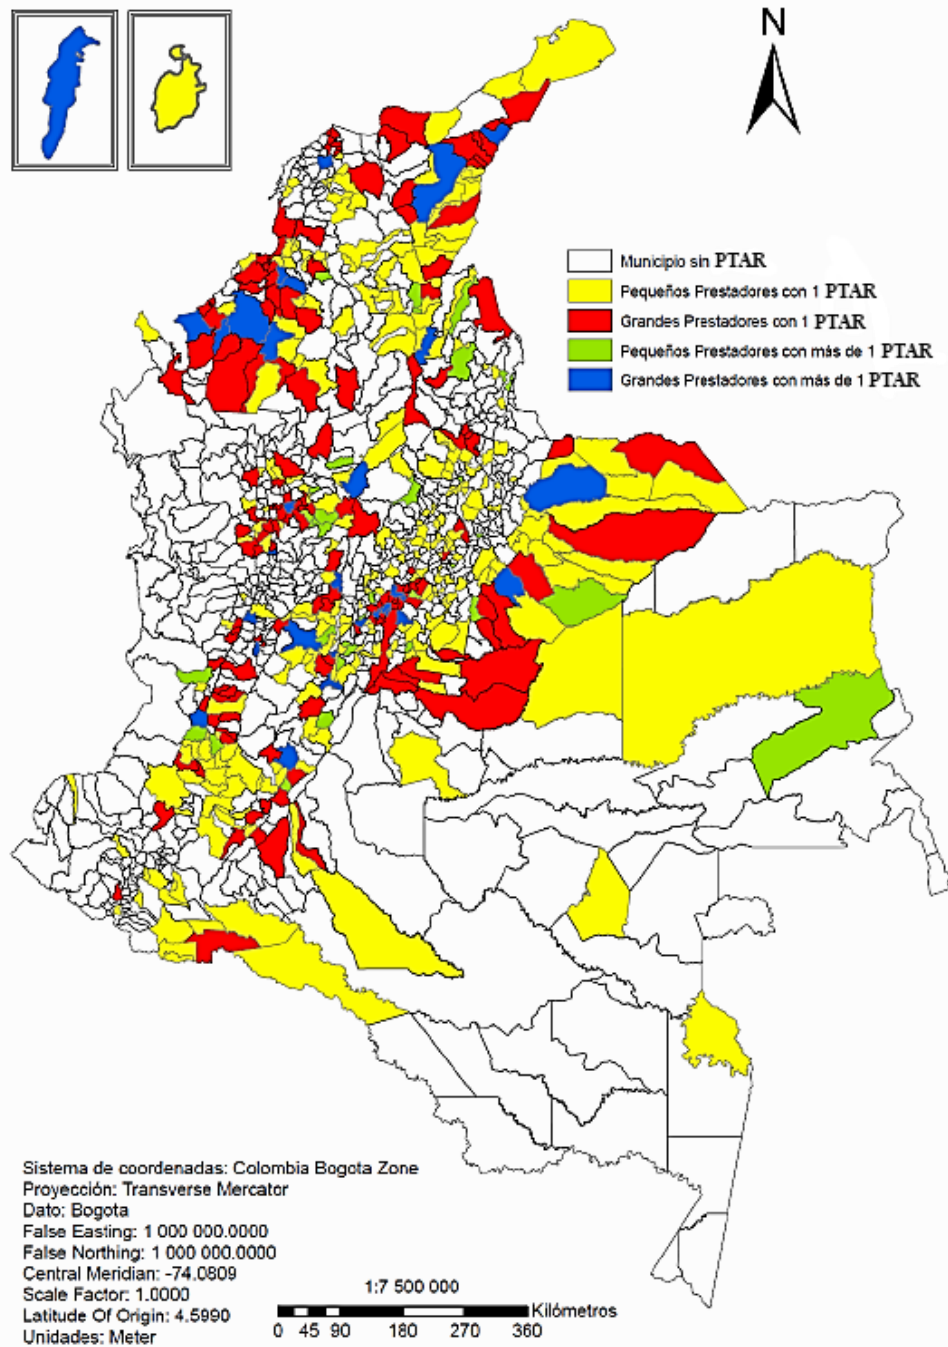 N
Municipio sin PTAR
Pequeños Prestadores con 1 PTAR
Grandes Prestadores con 1 PTAR
Pequeños Prestadores con más de 1 PTAR
Grandes Prestadores con más de 1 PTAR
Sistema de coordenadas: Colombia Bogota Zone
Proyección: Transverse Mercator
Dato: Bogota
False Easting: 1 000 000.0000
False Northing: 1 000 000.0000
Central Meridian: -74.0809
Scale Factor: 1.0000
Latitude Of Origin: 4.5990
Unidades: Meter
1:7 500 000
Kilómetros
0 45 90 180 270 360